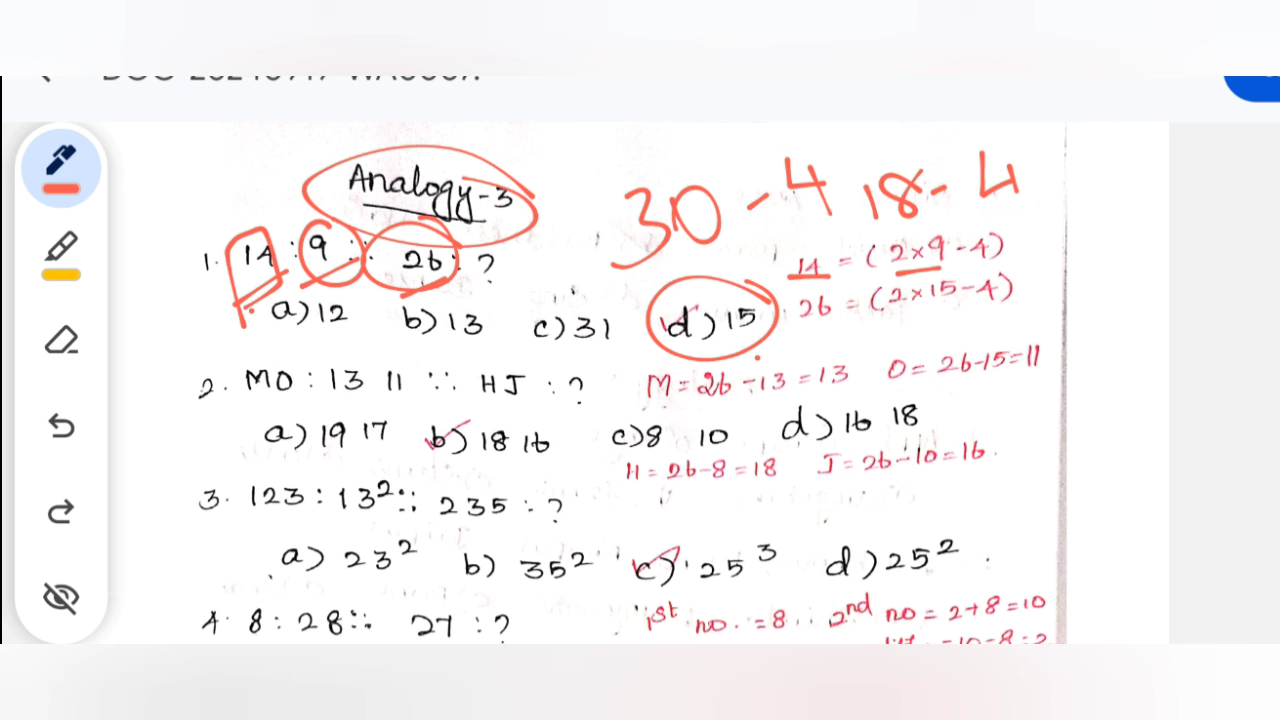 Analogy-3
30 - 4 18 - 4
1. 14 : 9 :: 26 : ?
14 = (2×9-4)
a) 12 b) 13 c) 31 d) 15
26 = (2×15-4)
2. MO : 13 11 :: HJ : ?
M = 26-13 = 13 O = 26-15=11
a) 19 17 b) 18 16 c) 8 10 d) 16 18
H = 26-8 = 18 J = 26-10=16.
3. 123 : 13² :: 235 : ?
a) 23² b) 35² c) 25³ d) 25²
4. 8 : 28 :: 27 : ?
1st no. = 8 2nd no = 2+8=10